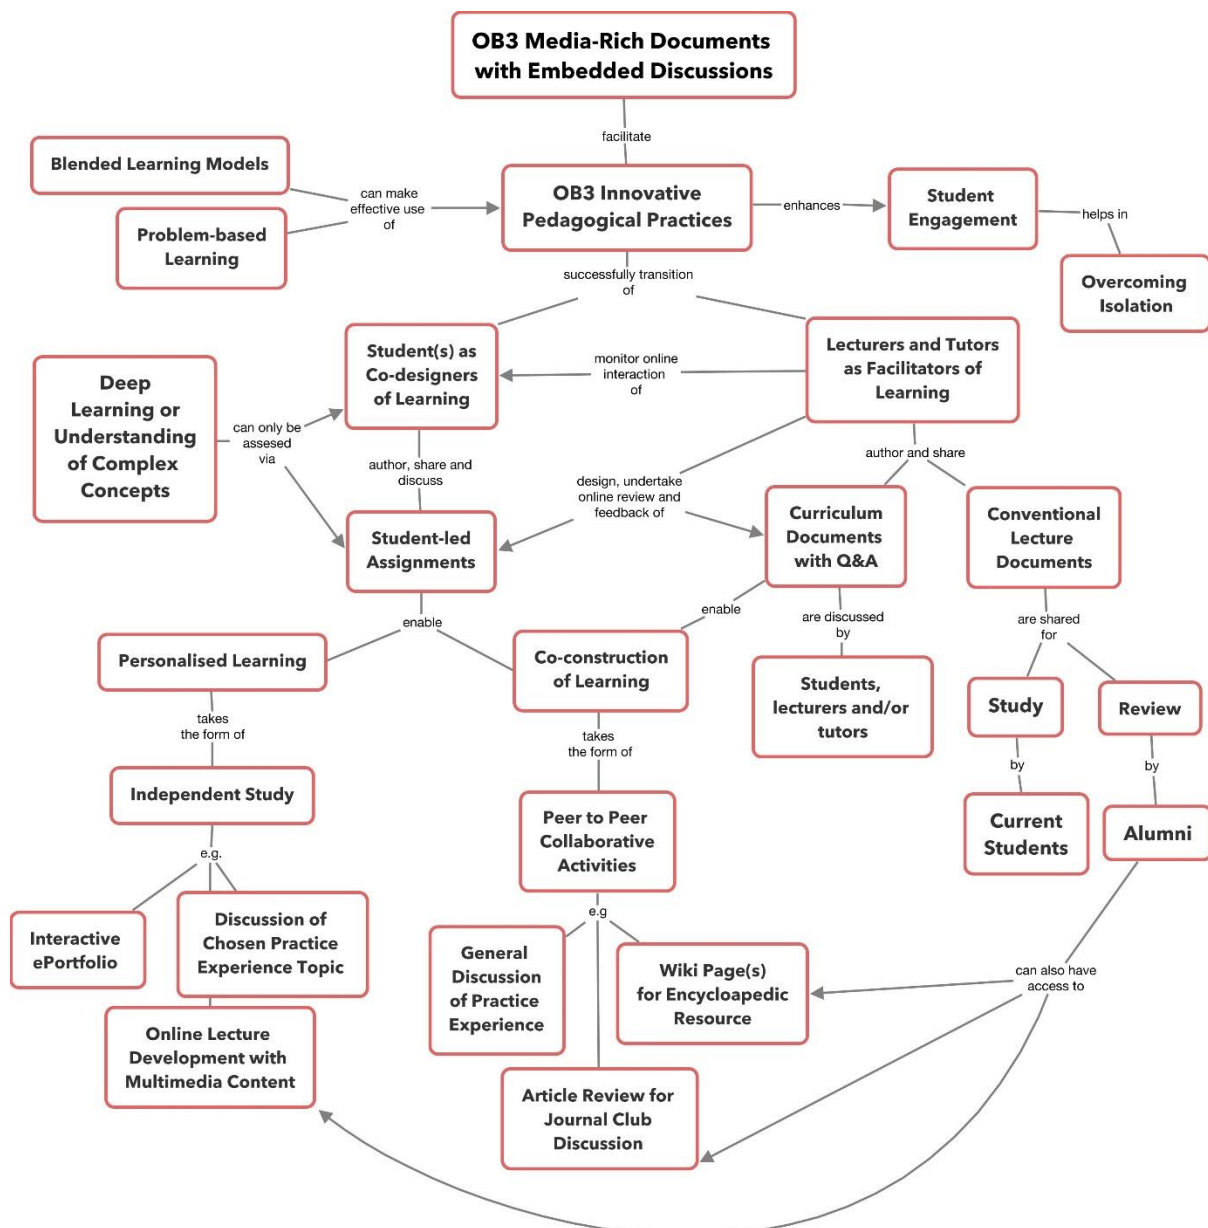 OB3 Media-Rich Documents
with Embedded Discussions
facilitate
Blended Learning Models
Problem-based
Learning
can make
effective use
of
OB3 Innovative
Pedagogical Practices
enhances
Student
Engagement
helps in
Overcoming
Isolation
successfully transition
of
Student(s) as
Co-designers
of Learning
monitor online
interaction
of
Lecturers and Tutors
as Facilitators of
Learning
Deep
Learning or
Understanding
of Complex
Concepts
can only be
assesed
via
author, share and
discuss
design, undertake
online review and
feedback of
author and share
Student-led
Assignments
Curriculum
Documents
with Q&A
Conventional
Lecture
Documents
enable
enable
are discussed
by
are shared
for
Personalised Learning
Co-construction
of Learning
Students,
lecturers and/or
tutors
Study
Review
takes
the form of
takes
the form of
by
by
Independent Study
Peer to Peer
Collaborative
Activities
Current
Students
Alumni
e.g.
e.g
Interactive
ePortfolio
Discussion of
Chosen Practice
Experience Topic
General
Discussion
of Practice
Experience
Wiki Page(s)
for Encycloapedic
Resource
can also have
access to
Online Lecture
Development with
Multimedia Content
Article Review for
Journal Club
Discussion